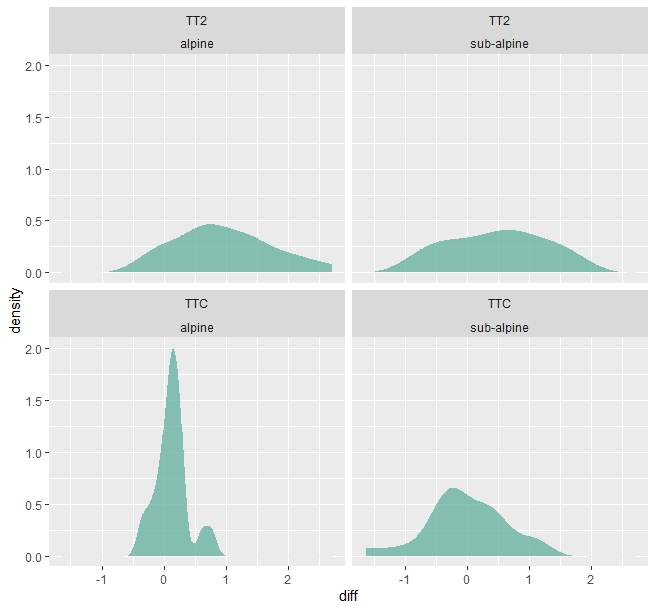 TT2
alpine
TT2
sub-alpine
2.0
1.5
1.0
0.5
0.0
TTC
alpine
TTC
sub-alpine
2.0
1.5
1.0
0.5
0.0
density
-1 0 1 2
-1 0 1 2
diff